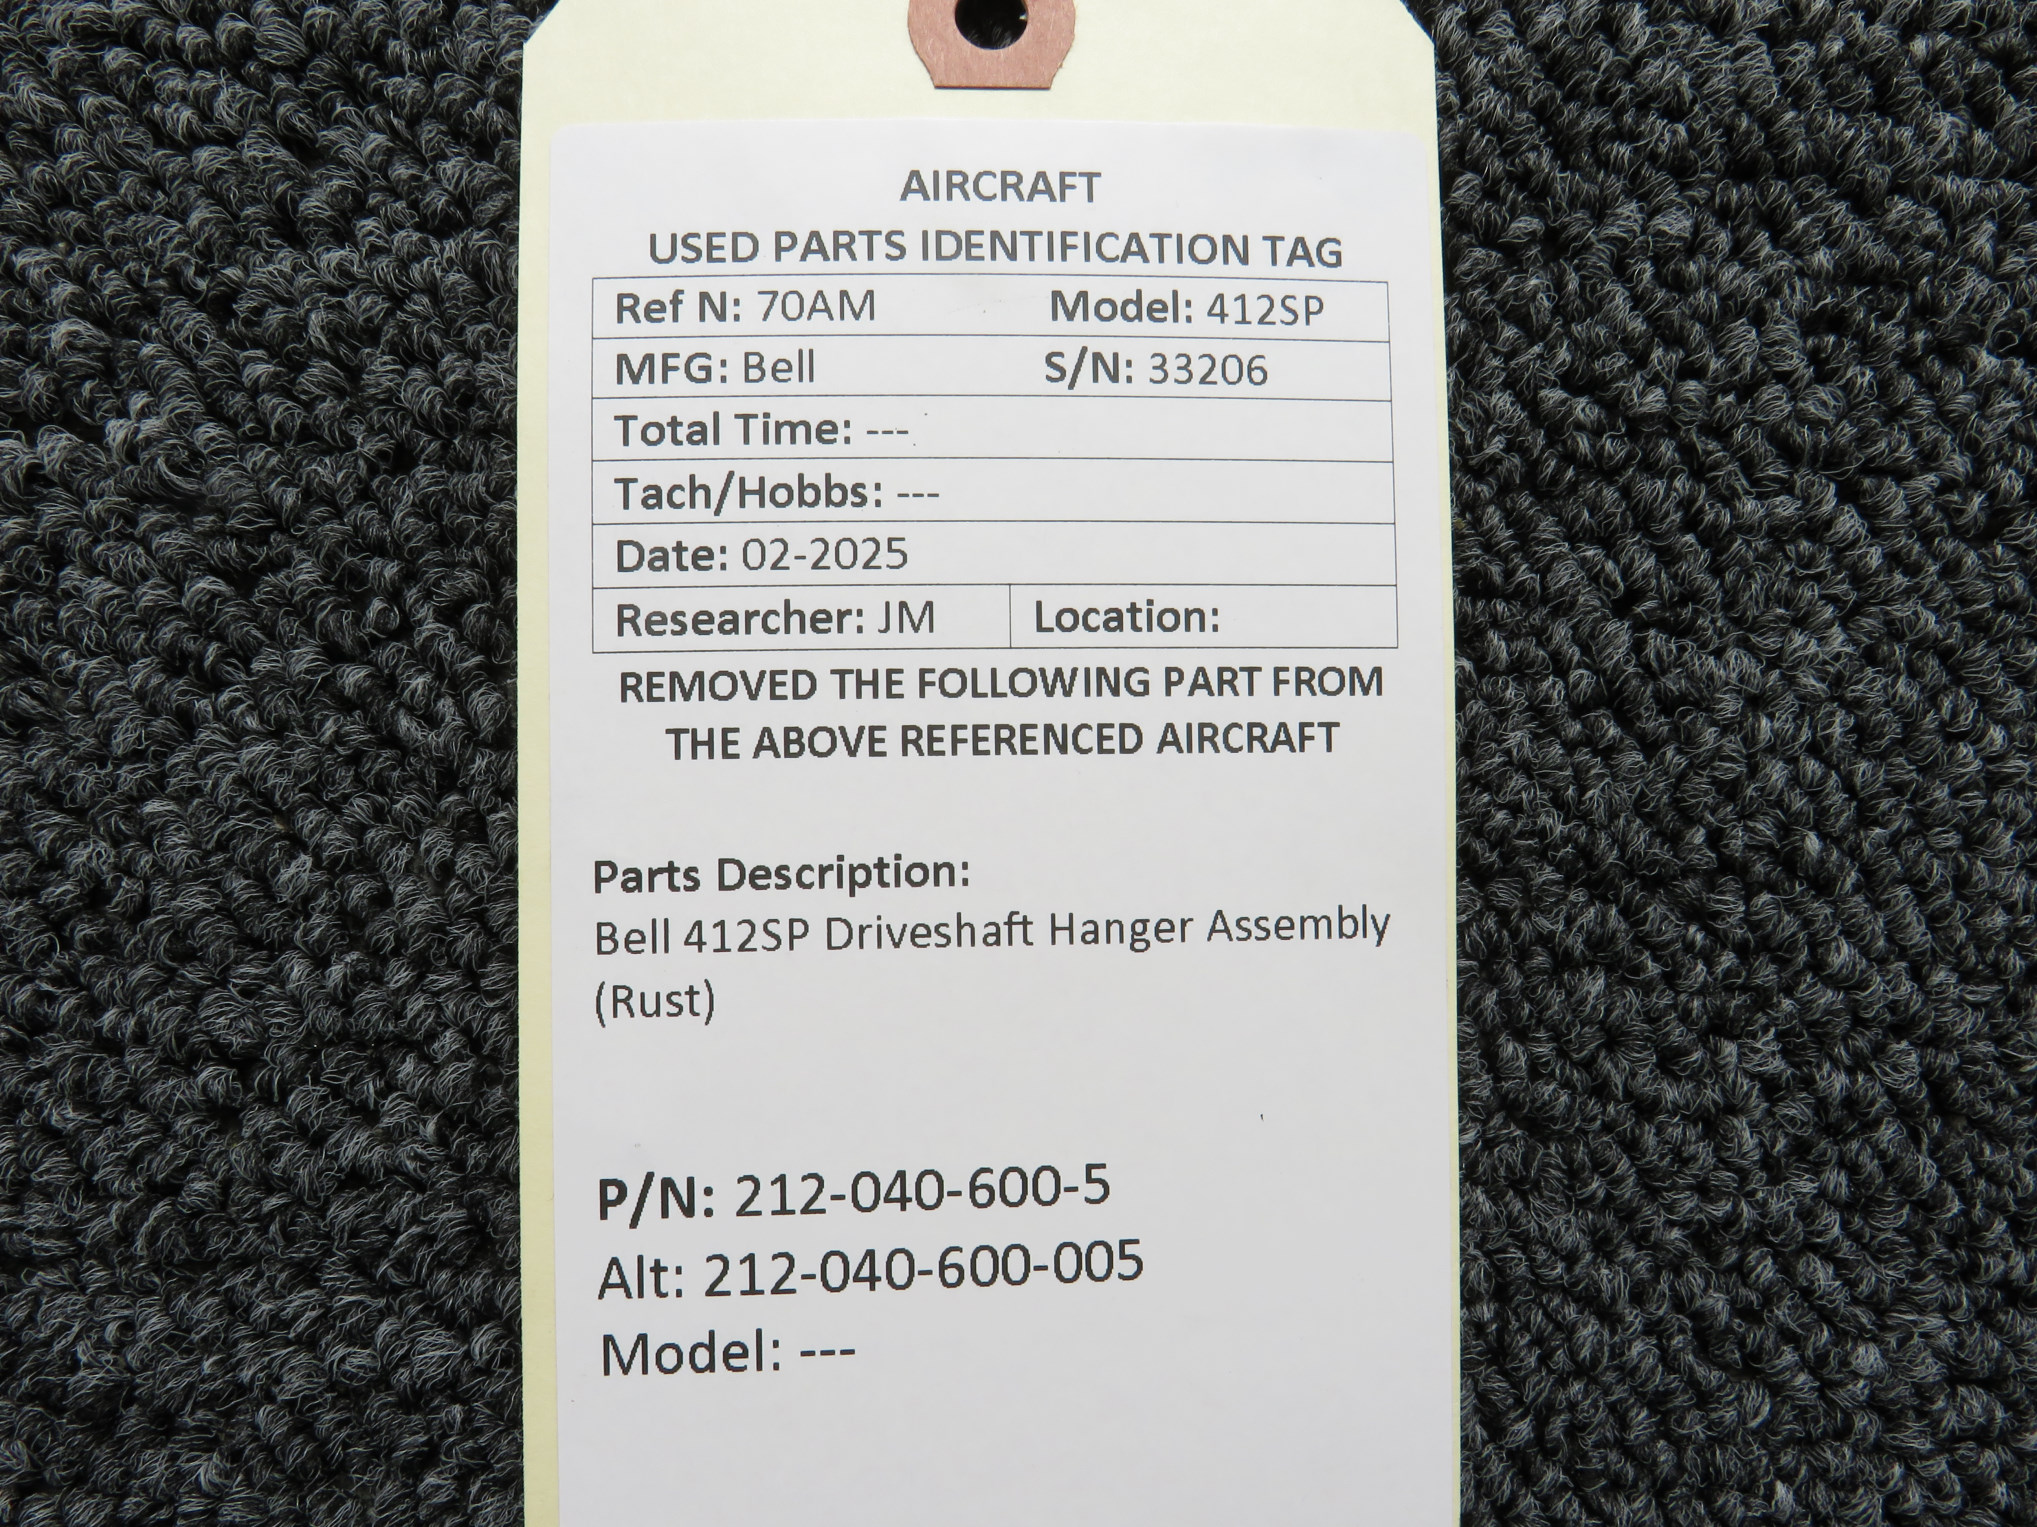 AIRCRAFT
USED PARTS IDENTIFICATION TAG
Ref N: 70AM Model: 412SP
MFG: Bell S/N: 33206
Total Time: ---
Tach/Hobbs: ---
Date: 02-2025
Researcher: JM Location:
REMOVED THE FOLLOWING PART FROM
THE ABOVE REFERENCED AIRCRAFT
Parts Description:
Bell 412SP Driveshaft Hanger Assembly
(Rust)
P/N: 212-040-600-5
Alt: 212-040-600-005
Model: ---